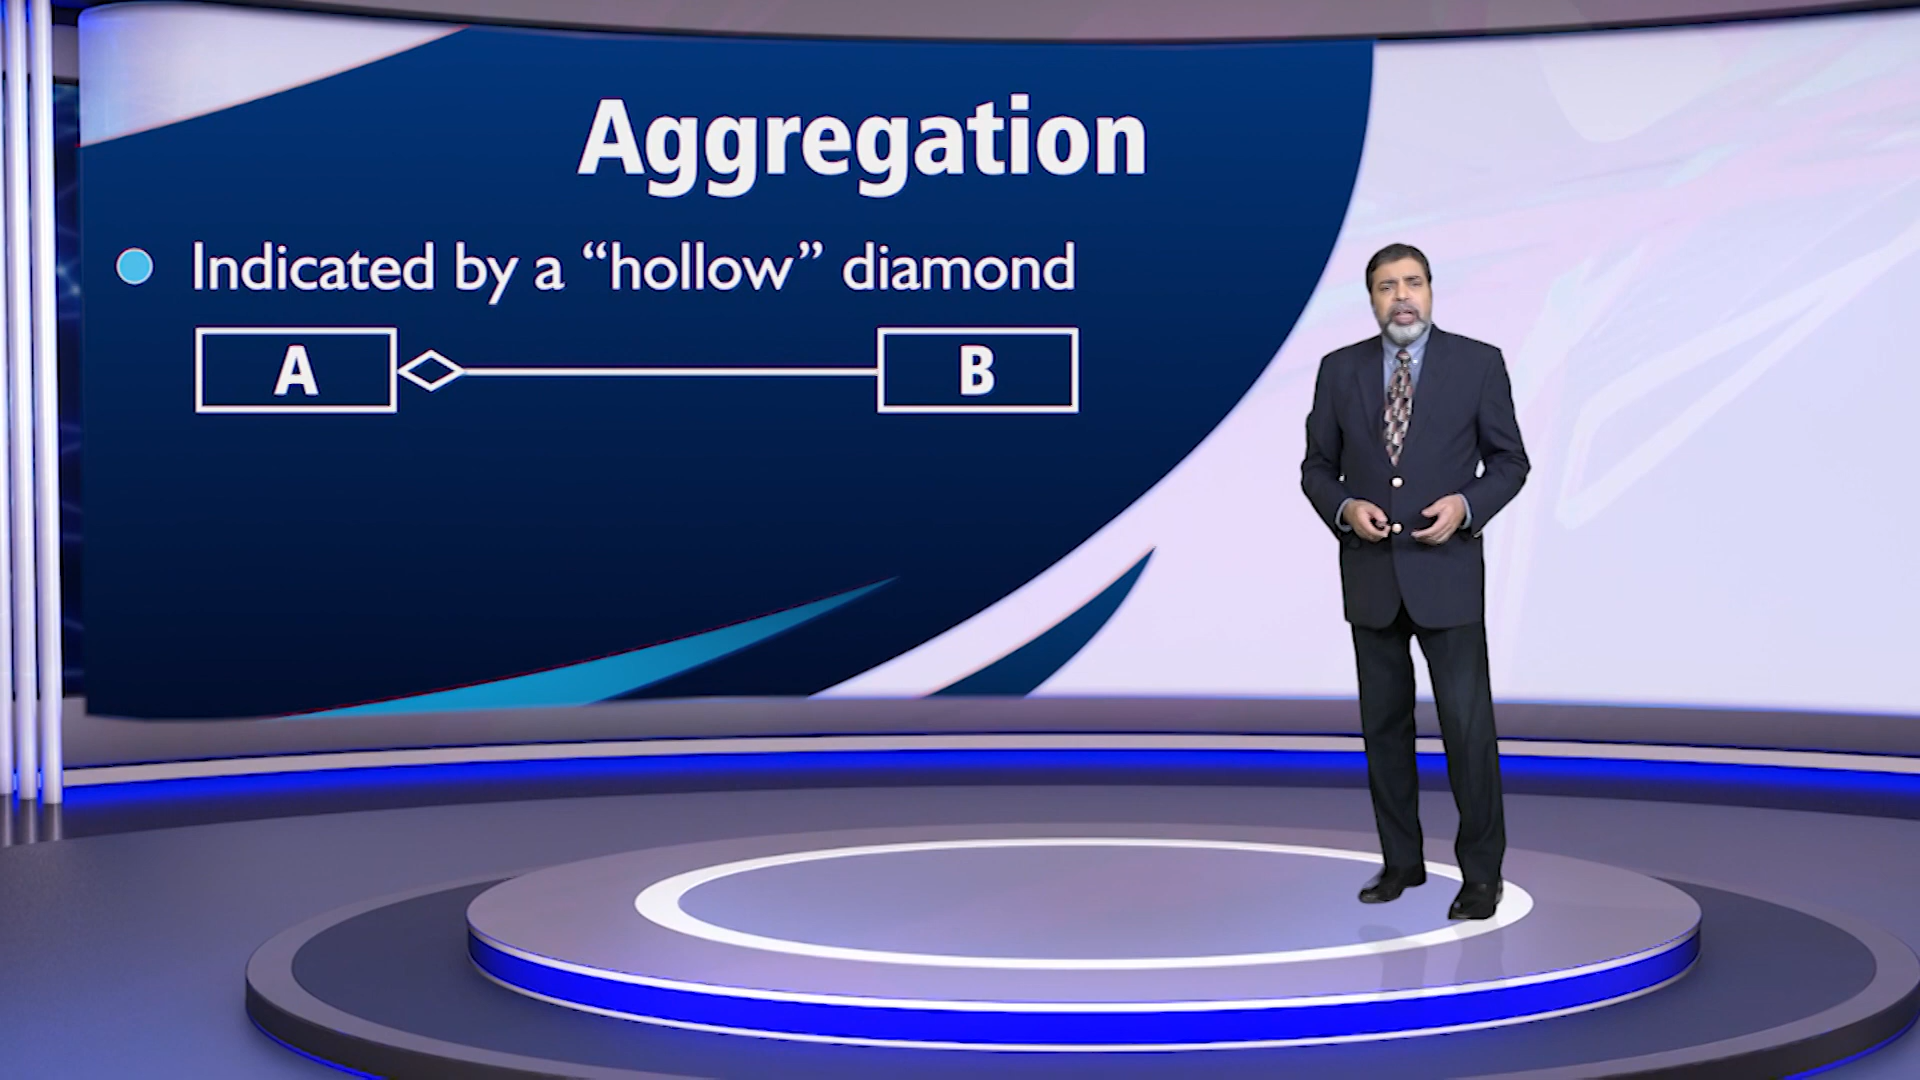 Aggregation
Indicated by a “hollow” diamond
A B